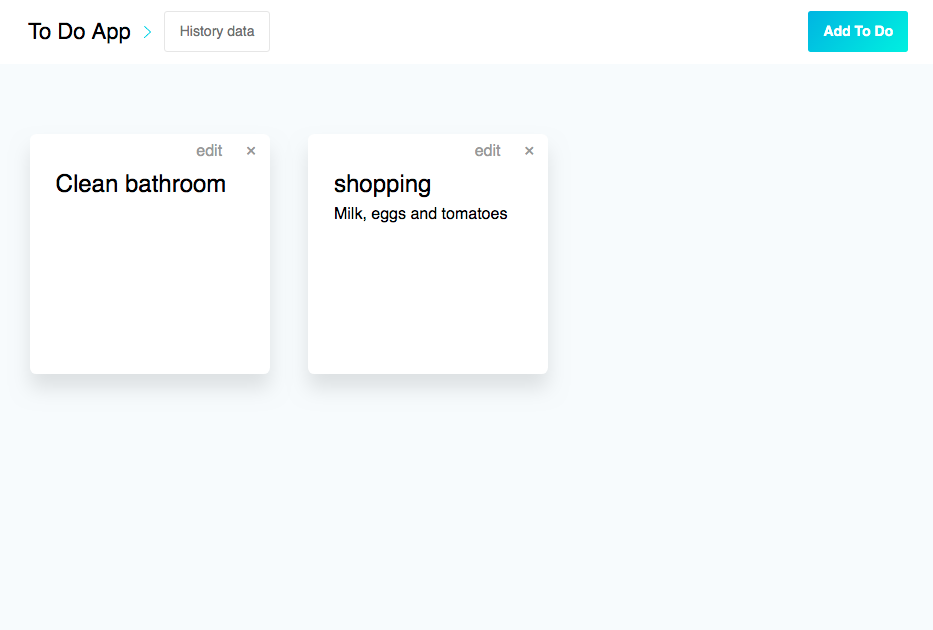 To Do App > History data
Add To Do
edit ×
Clean bathroom
edit ×
shopping
Milk, eggs and tomatoes